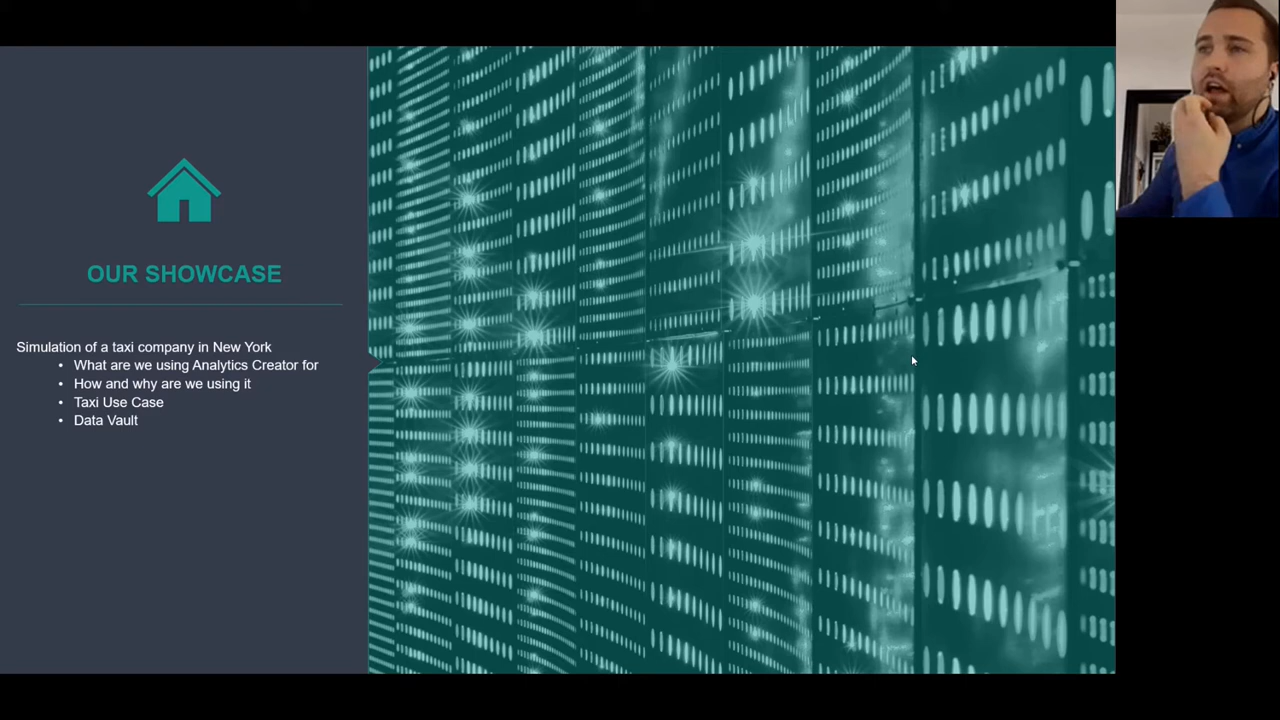 OUR SHOWCASE
Simulation of a taxi company in New York
• What are we using Analytics Creator for
• How and why are we using it
• Taxi Use Case
• Data Vault